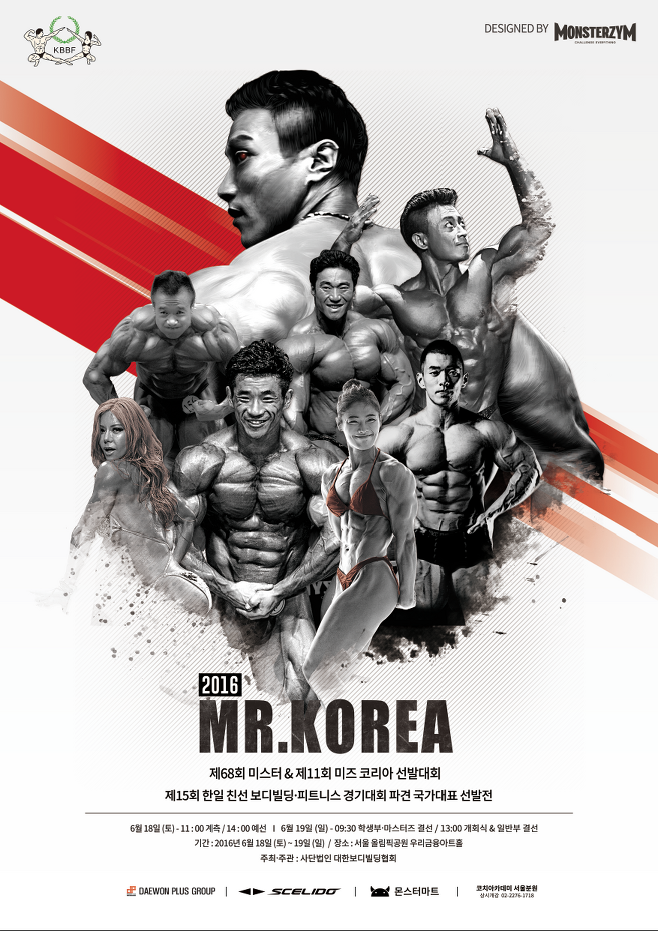 KBBF
DESIGNED BY MONSTERZYM
CHALLENGE EVERYTHING
2016
MR.KOREA
제68회 미스터 & 제11회 미즈 코리아 선발대회
제15회 한일 친선 보디빌딩·피트니스 경기대회 파견 국가대표 선발전
6월 18일 (토) - 11 : 00 계측 / 14 : 00 예선 I 6월 19일 (일) - 09:30 학생부·마스터즈 결선 / 13:00 개회식 & 일반부 결선
기간 : 2016년 6월 18일 (토) ~ 19일 (일) / 장소 : 서울 올림픽공원 우리금융아트홀
주최·주관 : 사단법인 대한보디빌딩협회
DAEWON PLUS GROUP | SCELIDO | 몬스터마트 | 코치아카데미 서울분원
상시개강 02-2276-1718